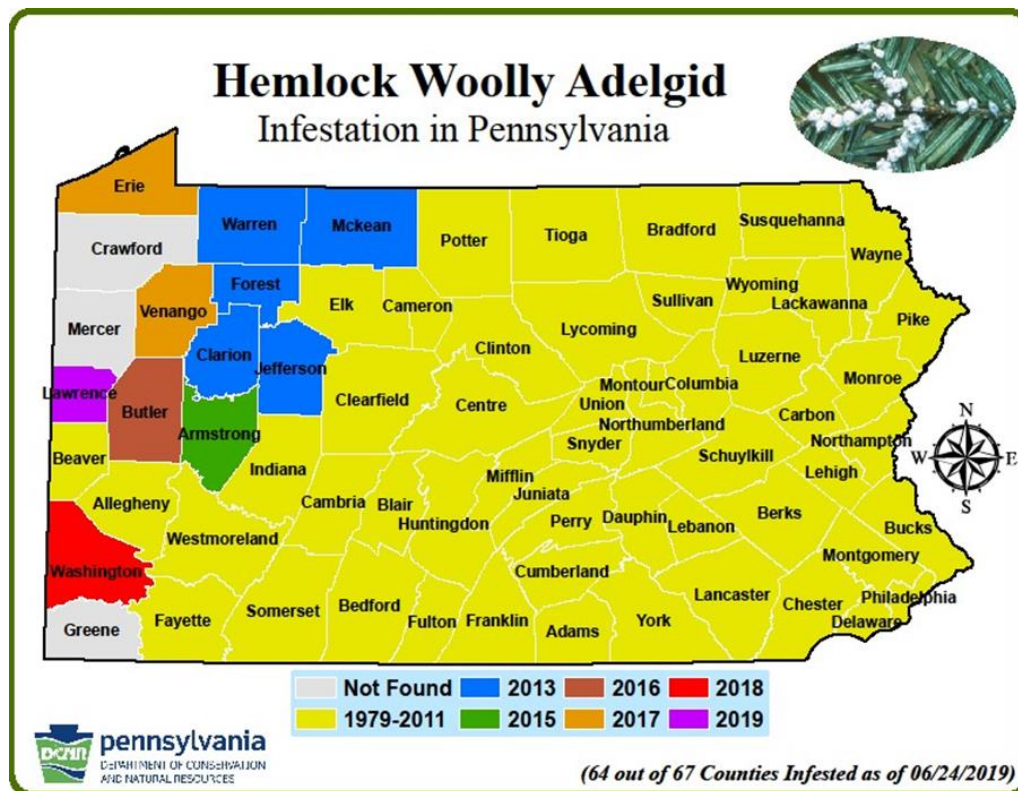 Hemlock Woolly Adelgid
Infestation in Pennsylvania
Erie
Warren
Mckean
Crawford
Potter
Tioga
Bradford
Susquehanna
Wayne
Forest
Venango
Elk
Cameron
Sullivan
Wyoming
Lackawanna
Mercer
Lycoming
Pike
Clarion
Jefferson
Clinton
Luzerne
Lawrence
Butler
Clearfield
Centre
Montour
Columbia
Monroe
Union
Carbon
Armstrong
Northumberland
Snyder
Schuylkill
Northampton
Beaver
Indiana
Lehigh
Allegheny
Cambria
Blair
Mifflin
Juniata
Huntingdon
Perry
Dauphin
Lebanon
Berks
Bucks
Westmoreland
Montgomery
Washington
Cumberland
Lancaster
Philadelphia
Greene
Fayette
Somerset
Bedford
Fulton
Franklin
Adams
York
Chester
Delaware
N
W
E
S
Not Found
2013
2016
2018
1979-2011
2015
2017
2019
DCNR
pennsylvania
DEPARTMENT OF CONSERVATION
AND NATURAL RESOURCES
(64 out of 67 Counties Infested as of 06/24/2019)